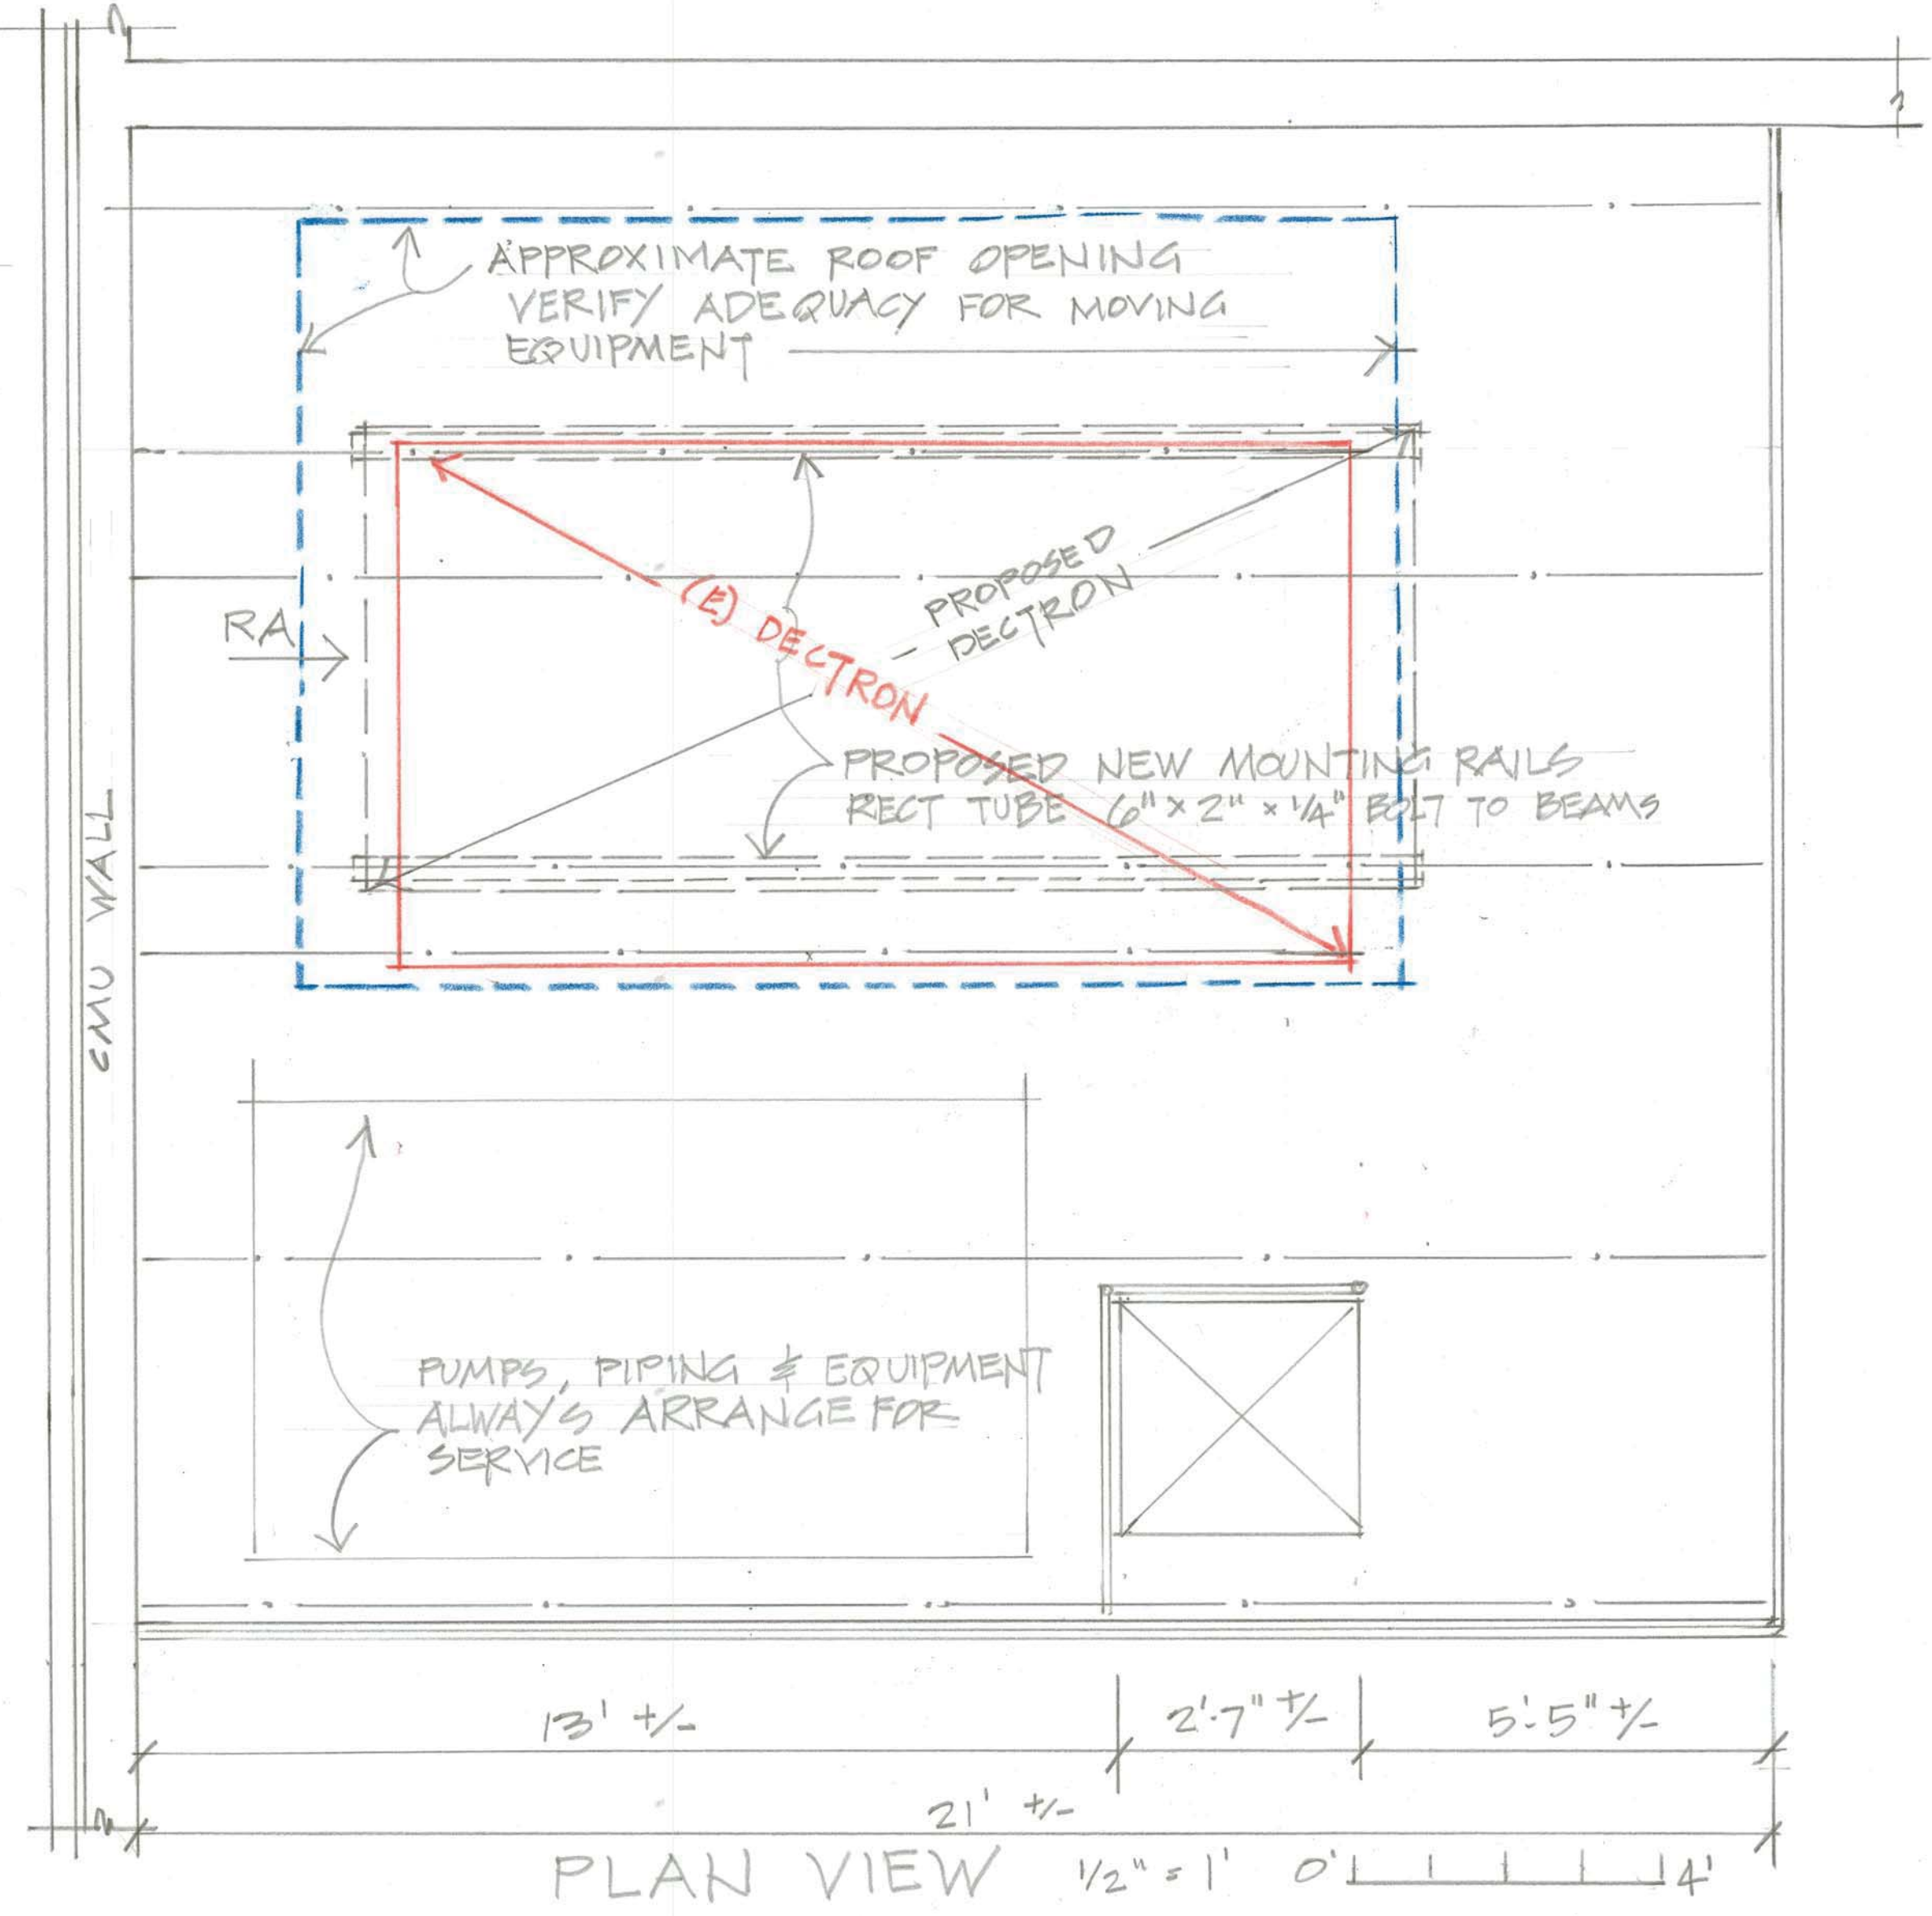 APPROXIMATE ROOF OPENING
VERIFY ADEQUACY FOR MOVING
EQUIPMENT
RA
PROPOSED
DECTRON
(E) DECTRON
PROPOSED NEW MOUNTING RAILS
RECT TUBE 6" x 2" x 1/4" BOLT TO BEAMS
CMU WALL
PUMPS, PIPING & EQUIPMENT
ALWAYS ARRANGE FOR
SERVICE
13' +/-
2'-7" +/-
5'-5" +/-
21' +/-
PLAN VIEW 1/2" = 1' 0' 4'